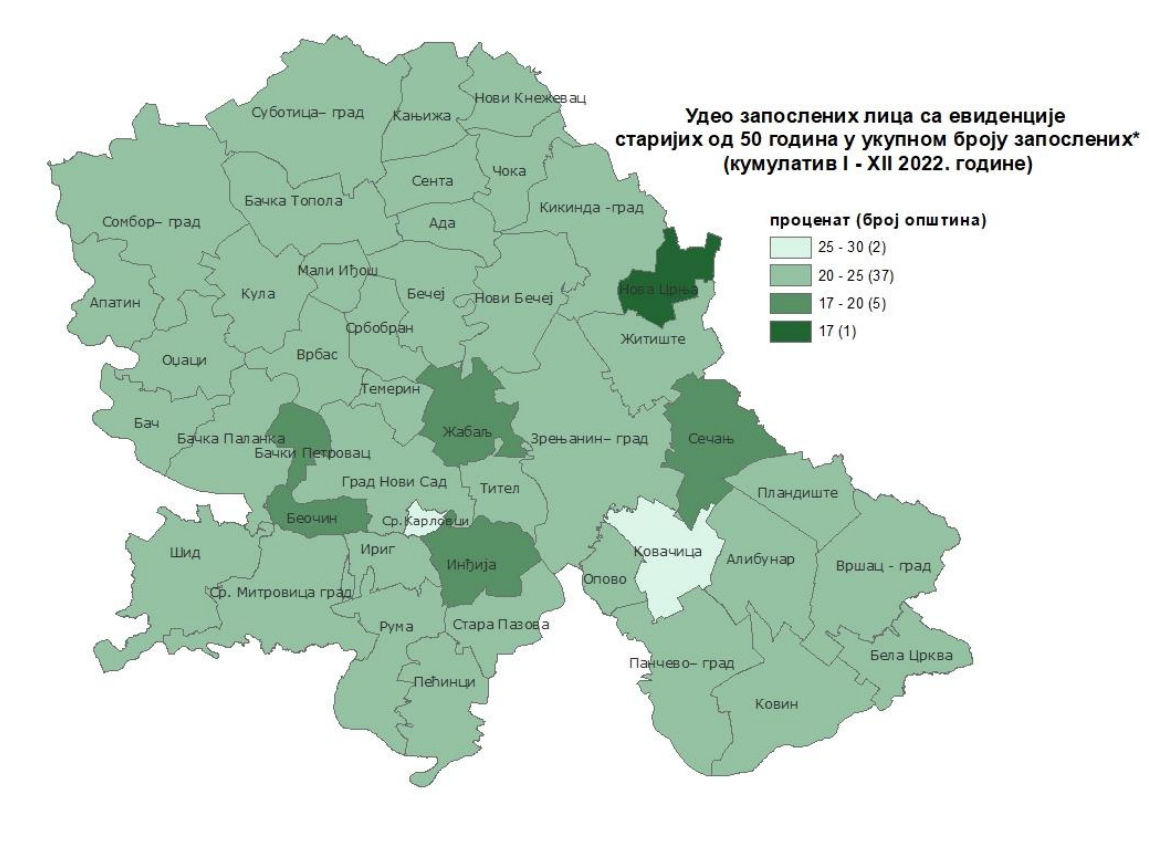 Удео запослених лица са евиденције
старијих од 50 година у укупном броју запослених*
(кумулатив I - XII 2022. године)
проценат (број општина)
25 - 30 (2)
20 - 25 (37)
17 - 20 (5)
17 (1)
Суботица– град
Кањижа
Нови Кнежевац
Чока
Сента
Бачка Топола
Кикинда -град
Сомбор– град
Ада
Мали Иђош
Нова Црња
Апатин
Кула
Бечеј
Нови Бечеј
Србобран
Житиште
Оџаци
Врбас
Темерин
Бач
Бачка Паланка
Жабаљ
Зрењанин– град
Сечањ
Бачки Петровац
Град Нови Сад
Тител
Пландиште
Беочин
Ср.Карловци
Шид
Ириг
Инђија
Ковачица
Алибунар
Вршац - град
Опово
Ср. Митровица град
Рума
Стара Пазова
Бела Црква
Панчево– град
Пећинци
Ковин